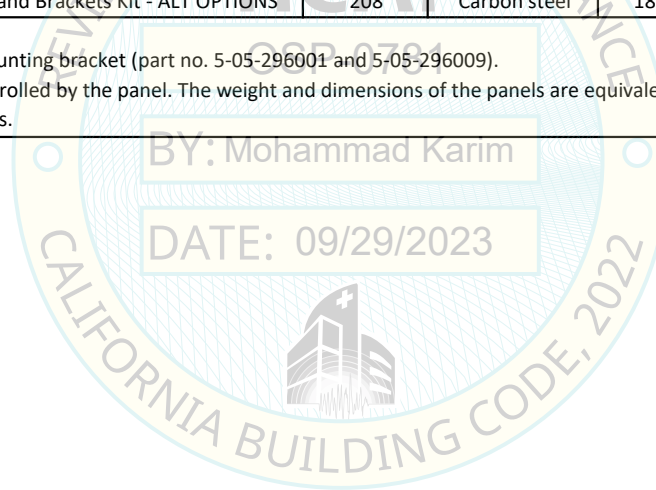 and Brackets Kit - ALT OPTIONS 208 Carbon steel 18
unting bracket (part no. 5-05-296001 and 5-05-296009).
OSP-0781
rolled by the panel. The weight and dimensions of the panels are equivale
s.
BY: Mohammad Karim
DATE: 09/29/2023
CALIFORNIA BUILDING CODE, 2022